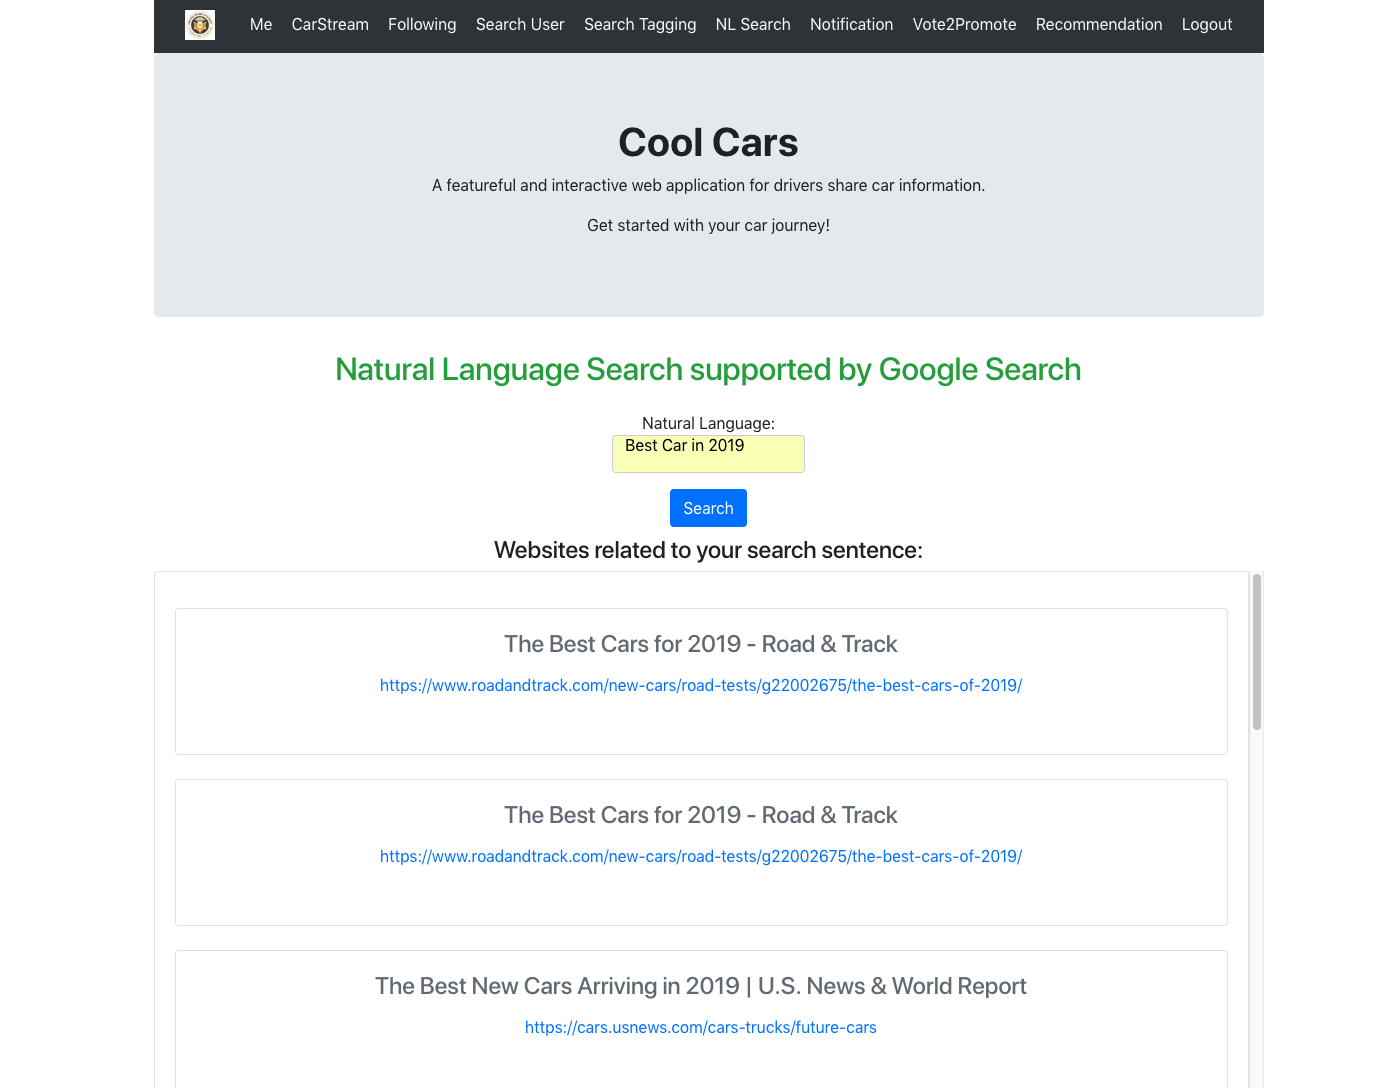 Me CarStream Following Search User Search Tagging NL Search Notification Vote2Promote Recommendation Logout
Cool Cars
A featureful and interactive web application for drivers share car information.
Get started with your car journey!
Natural Language Search supported by Google Search
Natural Language:
Best Car in 2019
Search
Websites related to your search sentence:
The Best Cars for 2019 - Road & Track
https://www.roadandtrack.com/new-cars/road-tests/g22002675/the-best-cars-of-2019/
The Best Cars for 2019 - Road & Track
https://www.roadandtrack.com/new-cars/road-tests/g22002675/the-best-cars-of-2019/
The Best New Cars Arriving in 2019 | U.S. News & World Report
https://cars.usnews.com/cars-trucks/future-cars